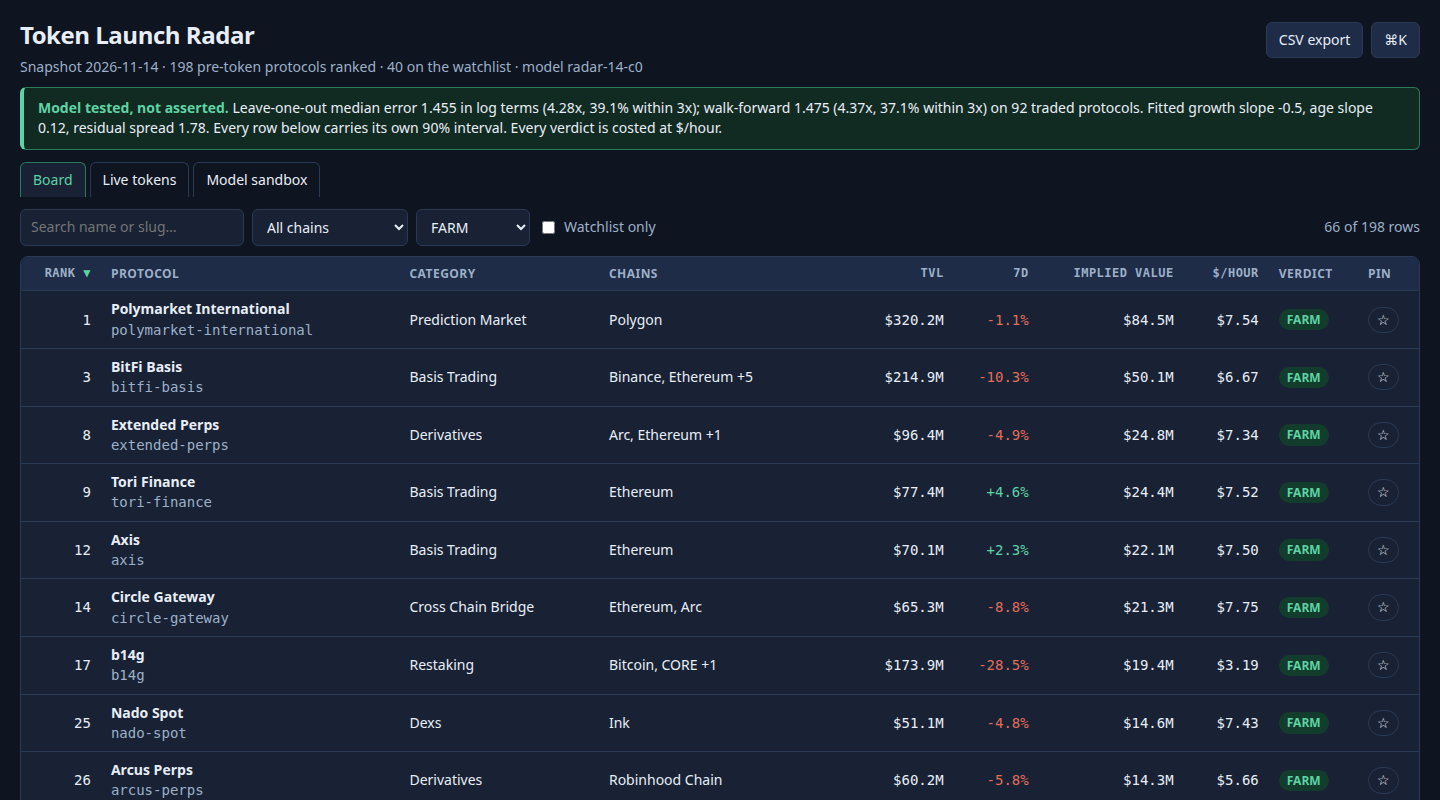 Token Launch Radar
CSV export
⌘K
Snapshot 2026-11-14 · 198 pre-token protocols ranked · 40 on the watchlist · model radar-14-c0
Model tested, not asserted. Leave-one-out median error 1.455 in log terms (4.28x, 39.1% within 3x); walk-forward 1.475 (4.37x, 37.1% within 3x) on 92 traded protocols. Fitted growth slope -0.5, age slope
0.12, residual spread 1.78. Every row below carries its own 90% interval. Every verdict is costed at $/hour.
Board Live tokens Model sandbox
Search name or slug... All chains FARM Watchlist only 66 of 198 rows
RANK ▼ PROTOCOL CATEGORY CHAINS TVL 7D IMPLIED VALUE $/HOUR VERDICT PIN
Polymarket International
1 Prediction Market Polygon $320.2M -1.1% $84.5M $7.54 FARM ☆
polymarket-international
BitFi Basis
3 Basis Trading Binance, Ethereum +5 $214.9M -10.3% $50.1M $6.67 FARM ☆
bitfi-basis
Extended Perps
8 Derivatives Arc, Ethereum +1 $96.4M -4.9% $24.8M $7.34 FARM ☆
extended-perps
Tori Finance
9 Basis Trading Ethereum $77.4M +4.6% $24.4M $7.52 FARM ☆
tori-finance
Axis
12 Basis Trading Ethereum $70.1M +2.3% $22.1M $7.50 FARM ☆
axis
Circle Gateway
14 Cross Chain Bridge Ethereum, Arc $65.3M -8.8% $21.3M $7.75 FARM ☆
circle-gateway
b14g
17 Restaking Bitcoin, CORE +1 $173.9M -28.5% $19.4M $3.19 FARM ☆
b14g
Nado Spot
25 Dexs Ink $51.1M -4.8% $14.6M $7.43 FARM ☆
nado-spot
Arcus Perps
26 Derivatives Robinhood Chain $60.2M -5.8% $14.3M $5.66 FARM ☆
arcus-perps